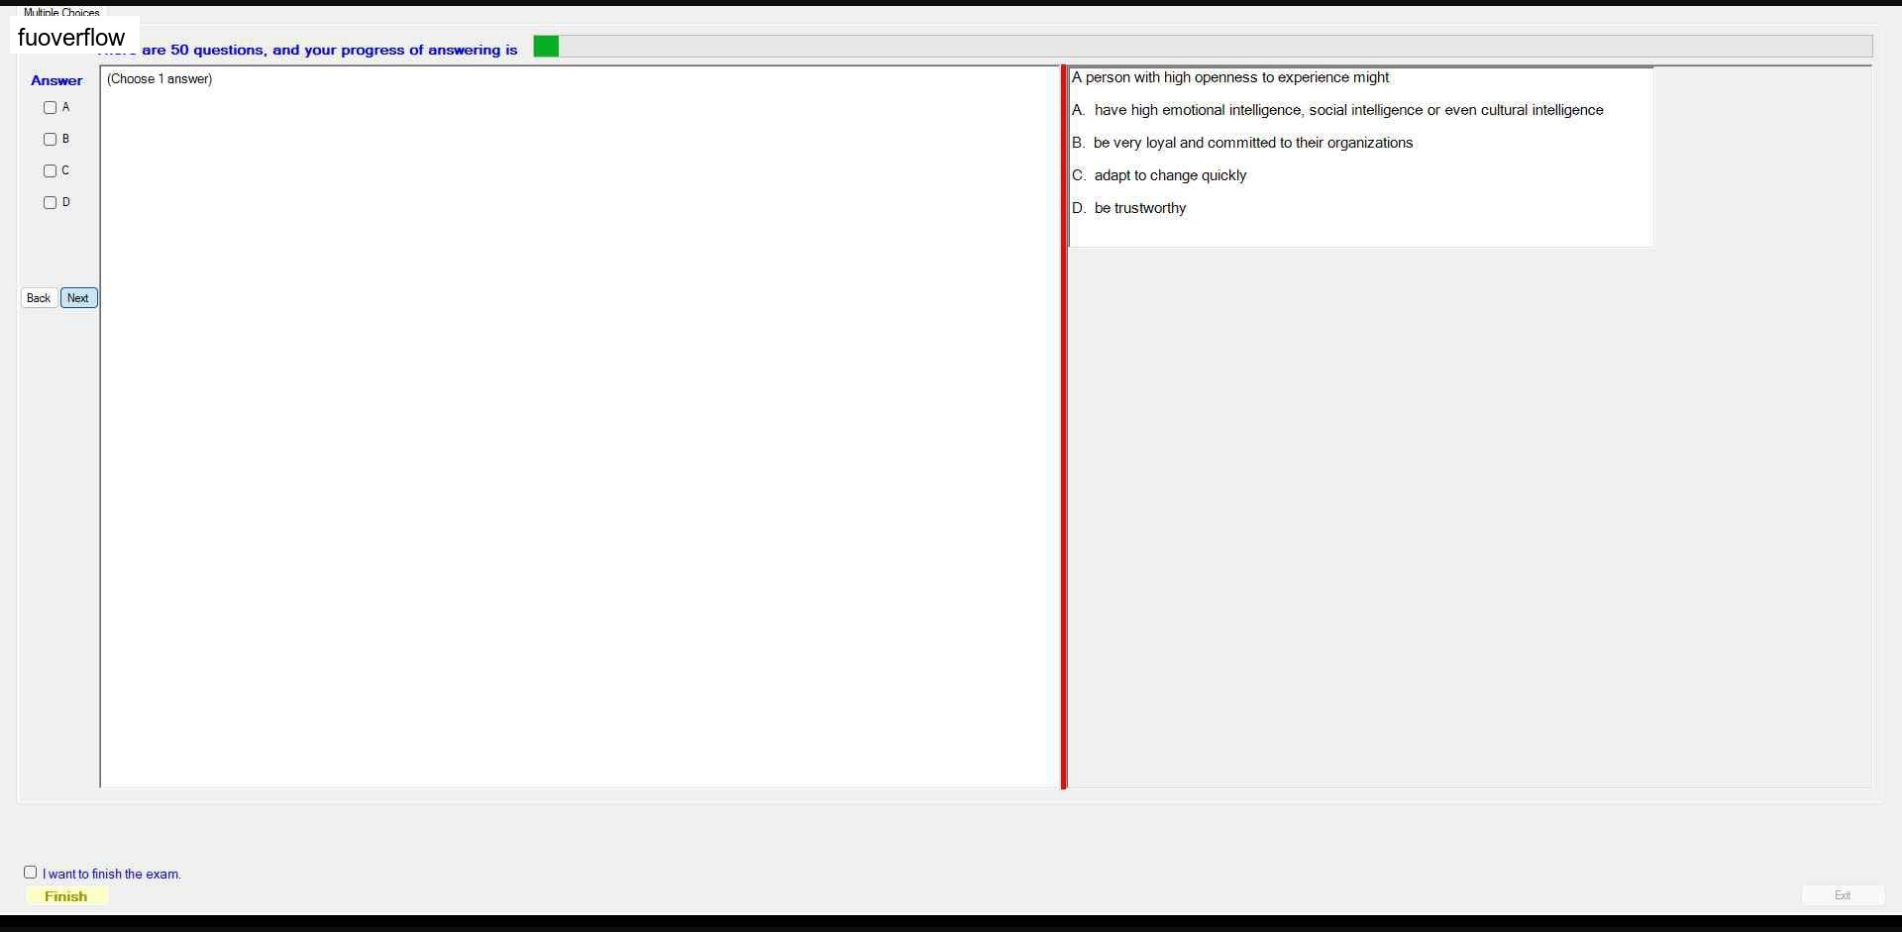 Multiple Choices
fuoverflow
are 50 questions, and your progress of answering is
Answer
(Choose 1 answer)
A
B
C
D
Back Next
A person with high openness to experience might
A. have high emotional intelligence, social intelligence or even cultural intelligence
B. be very loyal and committed to their organizations
C. adapt to change quickly
D. be trustworthy
I want to finish the exam.
Finish
Exit